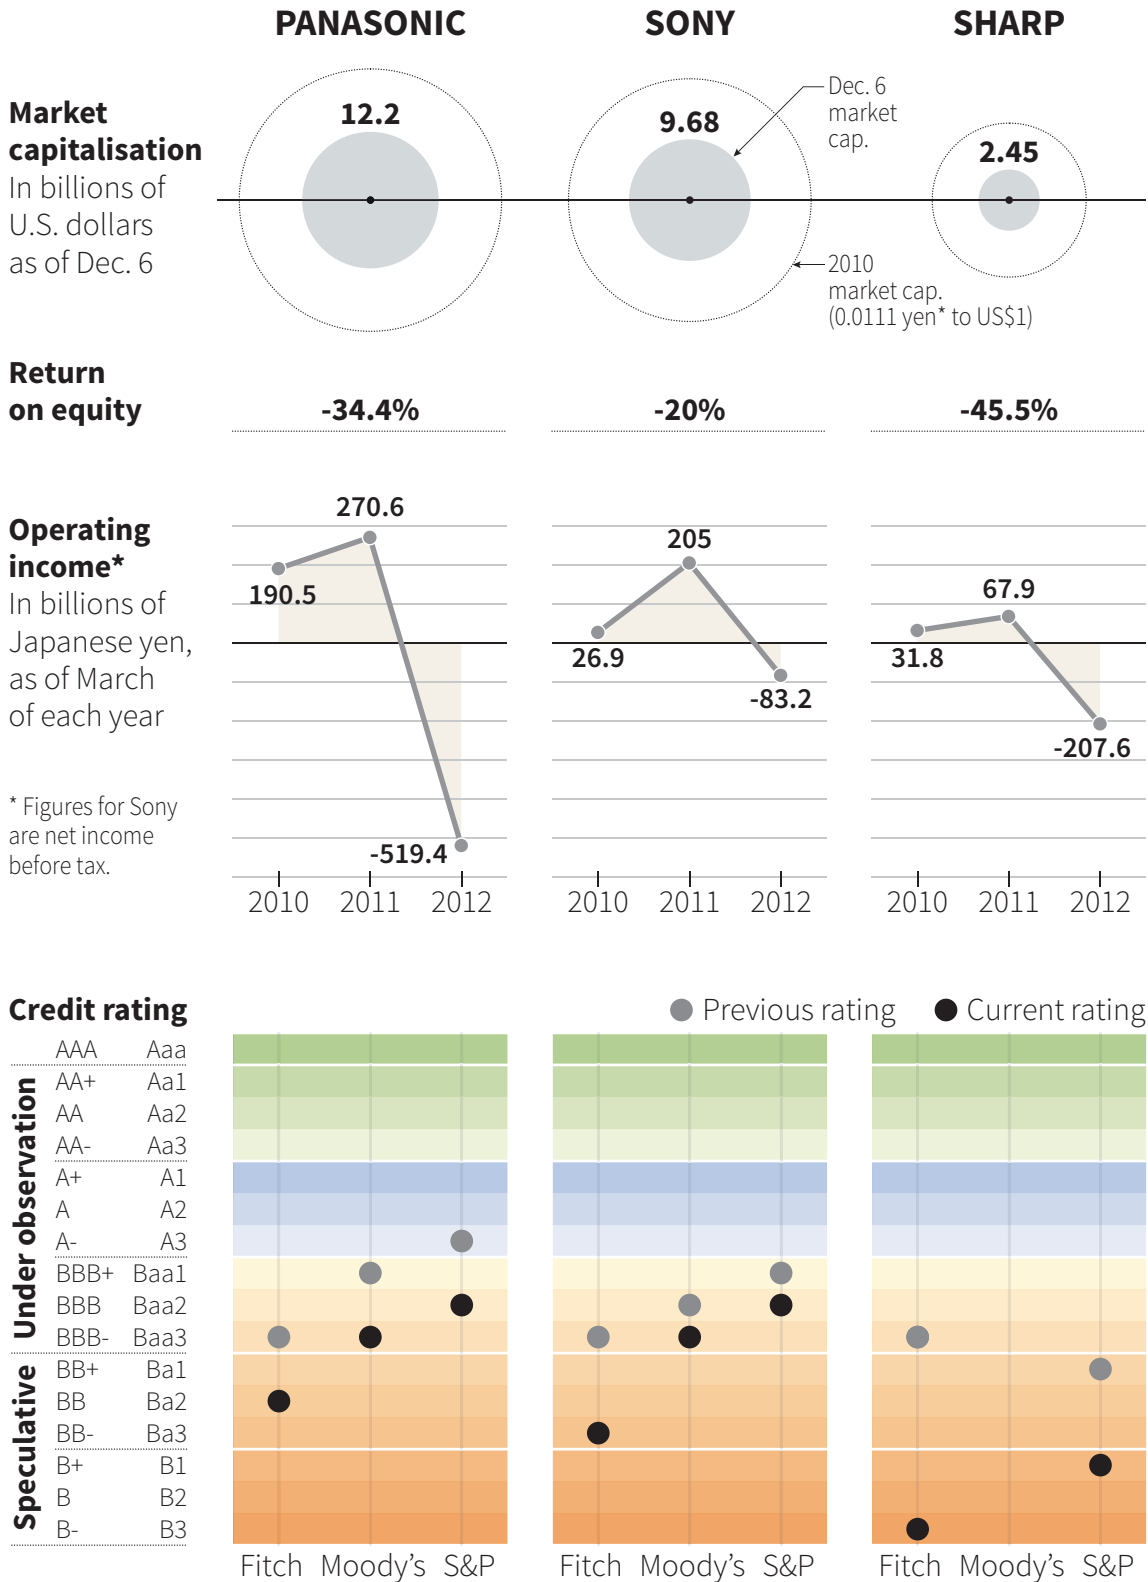 PANASONIC SONY SHARP
Market
capitalisation
In billions of
U.S. dollars
as of Dec. 6
12.2
9.68
2.45
Dec. 6
market
cap.
2010
market cap.
(0.0111 yen* to US$1)
Return
on equity
-34.4% -20% -45.5%
Operating
income*
In billions of
Japanese yen,
as of March
of each year
* Figures for Sony
are net income
before tax.
270.6
190.5
-519.4
205
26.9
-83.2
67.9
31.8
-207.6
2010 2011 2012 2010 2011 2012 2010 2011 2012
Credit rating
Previous rating Current rating
Under observation
Speculative
AAA Aaa
AA+ Aa1
AA Aa2
AA- Aa3
A+ A1
A A2
A- A3
BBB+ Baa1
BBB Baa2
BBB- Baa3
BB+ Ba1
BB Ba2
BB- Ba3
B+ B1
B B2
B- B3
Fitch Moody's S&P Fitch Moody's S&P Fitch Moody's S&P